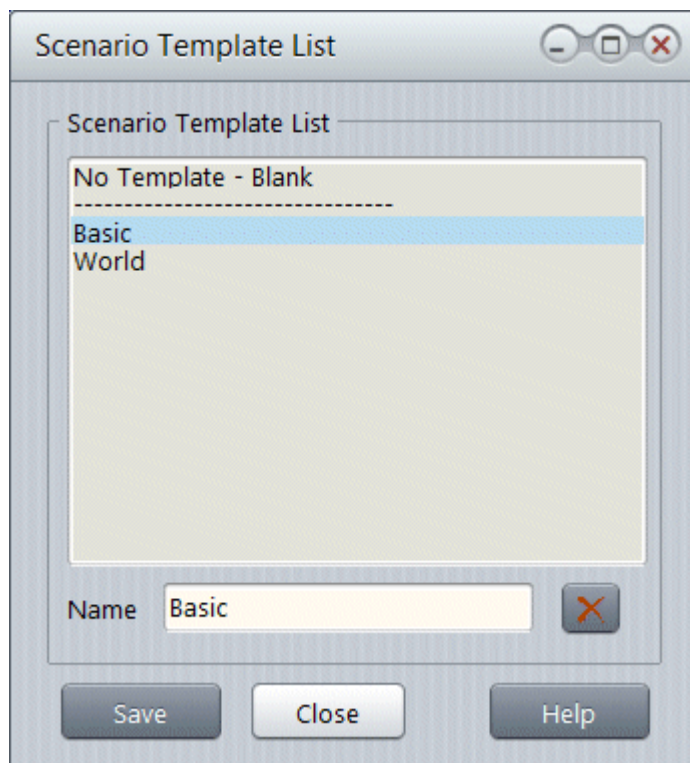 Scenario Template List
Scenario Template List
No Template - Blank
--------------------------------
Basic
World
Name Basic
Save Close Help